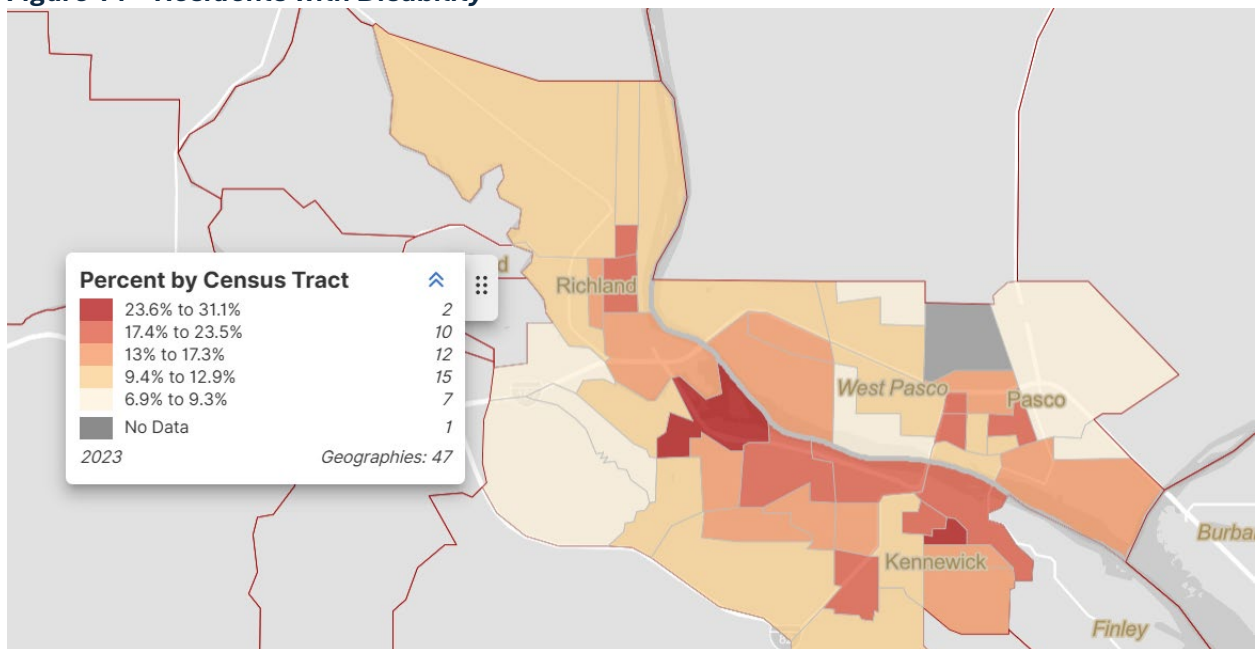 Richland
Percent by Census Tract
23.6% to 31.1% 2
17.4% to 23.5% 10
13% to 17.3% 12
9.4% to 12.9% 15
6.9% to 9.3% 7
No Data 1
2023 Geographies: 47
West Pasco
Pasco
Kennewick
Finley